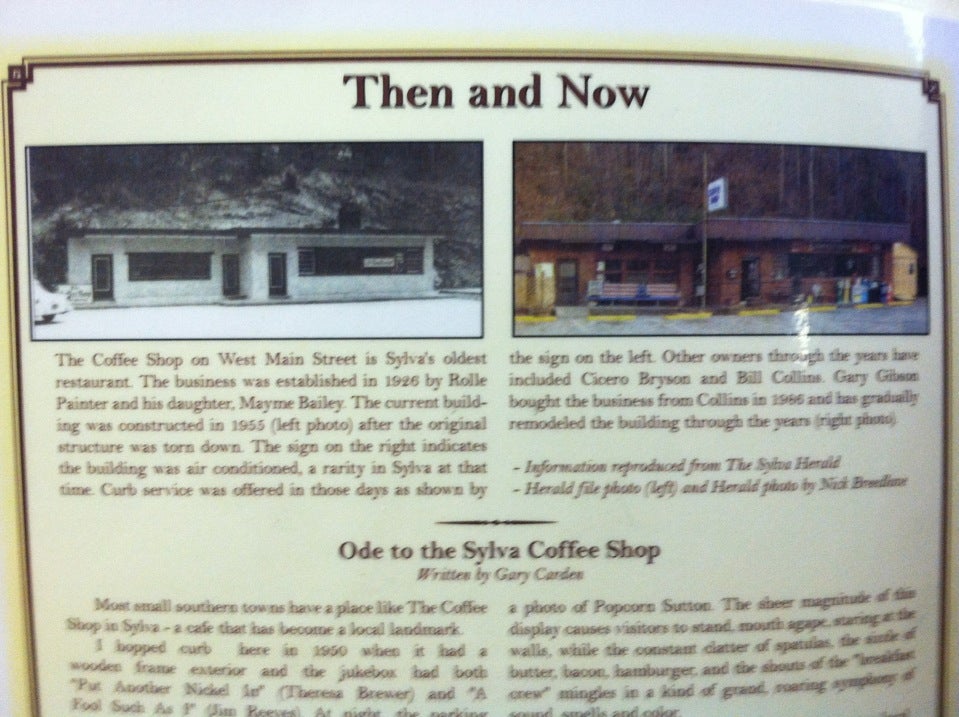 Then and Now
The Coffee Shop on West Main Street is Sylva's oldest
restaurant. The business was established in 1926 by Rolle
Painter and his daughter, Mayme Bailey. The current build-
ing was constructed in 1955 (left photo) after the original
structure was torn down. The sign on the right indicates
the building was air conditioned, a rarity in Sylva at that
time. Curb service was offered in those days as shown by
the sign on the left. Other owners through the years have
included Cicero Bryson and Bill Collins. Gary Gibson
bought the business from Collins in 1986 and has gradually
remodeled the building through the years (right photo).
- Information reproduced from The Sylva Herald
- Herald file photo (left) and Herald photo by Nick Breedlove
Ode to the Sylva Coffee Shop
Written by Gary Carden
Most small southern towns have a place like The Coffee
Shop in Sylva - a cafe that has become a local landmark.
I hopped curb here in 1950 when it had a
wooden frame exterior and the jukebox had both
"Put Another Nickel In" (Theresa Brewer) and "A
Fool Such As I" (Jim Reeves). At night, the parking
a photo of Popcorn Sutton. The sheer magnitude of this
display causes visitors to stand, mouth agape, staring at the
walls, while the constant clatter of spatulas, the sizzle of
butter, bacon, hamburger, and the shouts of the "breakfast
crew" mingles in a kind of grand, roaring symphony of
sound, smells and color.